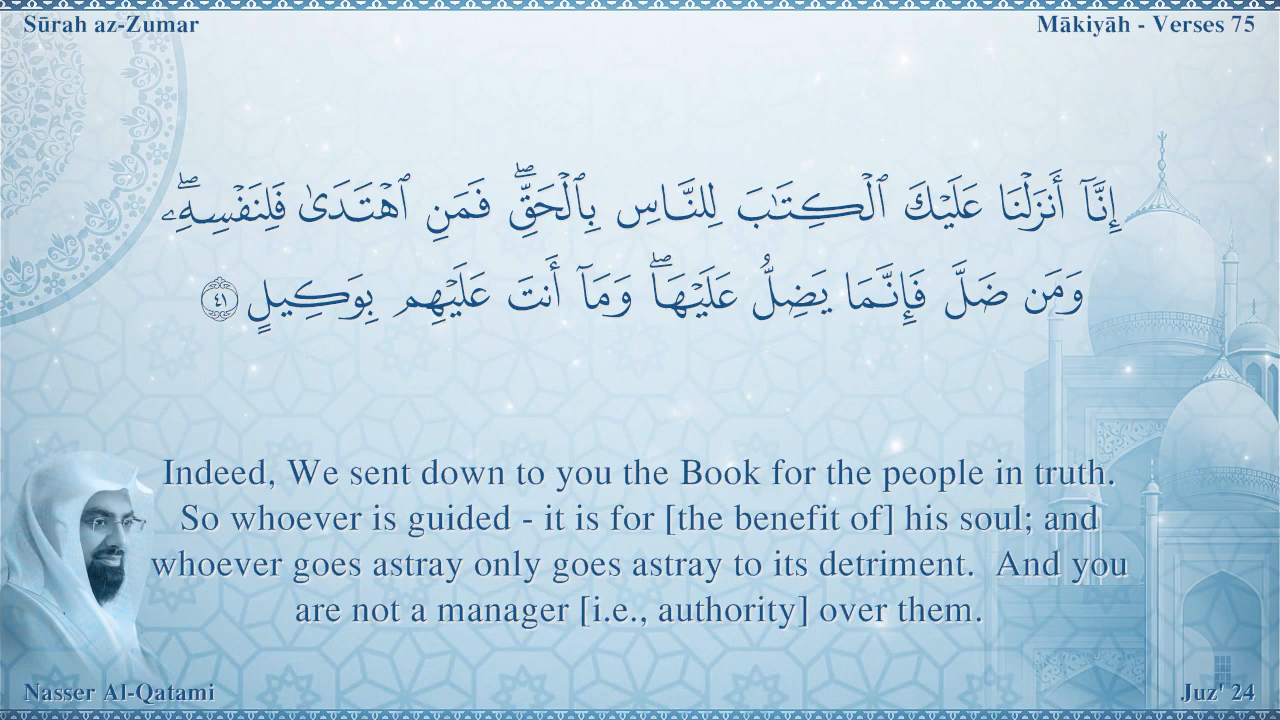 Sūrah az-Zumar
Mākiyāh - Verses 75
إِنَّآ أَنزَلْنَا عَلَيْكَ ٱلْكِتَـٰبَ لِلنَّاسِ بِٱلْحَقِّ ۖ فَمَنِ ٱهْتَدَىٰ فَلِنَفْسِهِۦ ۖ
وَمَن ضَلَّ فَإِنَّمَا يَضِلُّ عَلَيْهَا ۖ وَمَآ أَنتَ عَلَيْهِم بِوَكِيلٍ ٤١
Indeed, We sent down to you the Book for the people in truth.
So whoever is guided - it is for [the benefit of] his soul; and
whoever goes astray only goes astray to its detriment.  And you
are not a manager [i.e., authority] over them.
Nasser Al-Qatami
Juz' 24